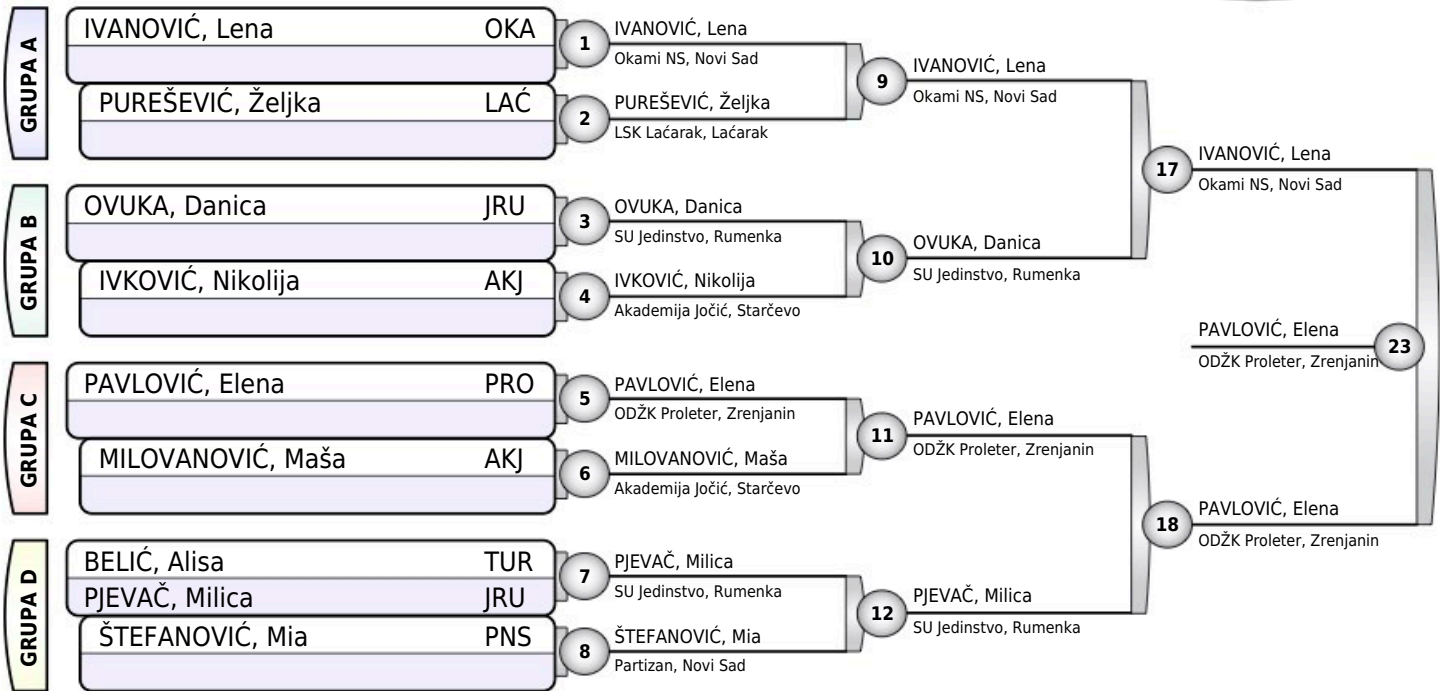 GRUPA A
IVANOVIĆ, Lena OKA
PUREŠEVIĆ, Željka LAĆ
GRUPA B
OVUKA, Danica JRU
IVKOVIĆ, Nikolija AKJ
GRUPA C
PAVLOVIĆ, Elena PRO
MILOVANOVIĆ, Maša AKJ
GRUPA D
BELIĆ, Alisa TUR
PJEVAČ, Milica JRU
ŠTEFANOVIĆ, Mia PNS
1
IVANOVIĆ, Lena
Okami NS, Novi Sad
2
PUREŠEVIĆ, Željka
LSK Laćarak, Laćarak
3
OVUKA, Danica
SU Jedinstvo, Rumenka
4
IVKOVIĆ, Nikolija
Akademija Jočić, Starčevo
5
PAVLOVIĆ, Elena
ODŽK Proleter, Zrenjanin
6
MILOVANOVIĆ, Maša
Akademija Jočić, Starčevo
7
PJEVAČ, Milica
SU Jedinstvo, Rumenka
8
ŠTEFANOVIĆ, Mia
Partizan, Novi Sad
9
IVANOVIĆ, Lena
Okami NS, Novi Sad
10
OVUKA, Danica
SU Jedinstvo, Rumenka
11
PAVLOVIĆ, Elena
ODŽK Proleter, Zrenjanin
12
PJEVAČ, Milica
SU Jedinstvo, Rumenka
17
IVANOVIĆ, Lena
Okami NS, Novi Sad
18
PAVLOVIĆ, Elena
ODŽK Proleter, Zrenjanin
PAVLOVIĆ, Elena
ODŽK Proleter, Zrenjanin
23